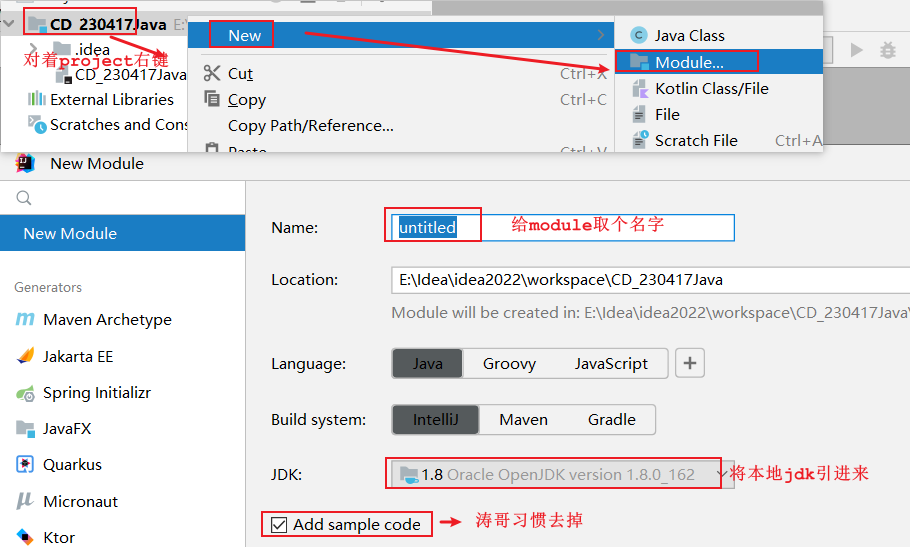 CD_230417Java E:
New
Java Class
.idea
对着project右键
Module...
CD_230417Java
Cut Ctrl+X
Kotlin Class/File
External Libraries
Copy Ctrl+C
File
Scratches and Cons
Copy Path/Reference...
Scratch File Ctrl+A
Paste Ctrl+V
New Module
New Module
Name: untitled 给module取个名字
Location: E:\Idea\idea2022\workspace\CD_230417Java
Generators
Module will be created in: E:\Idea\idea2022\workspace\CD_230417Java\
Maven Archetype
Jakarta EE
Language: Java Groovy JavaScript +
Spring Initializr
Build system: IntelliJ Maven Gradle
JavaFX
Quarkus
JDK: 1.8 Oracle OpenJDK version 1.8.0_162 将本地jdk引进来
Micronaut
Add sample code 涛哥习惯去掉
Ktor